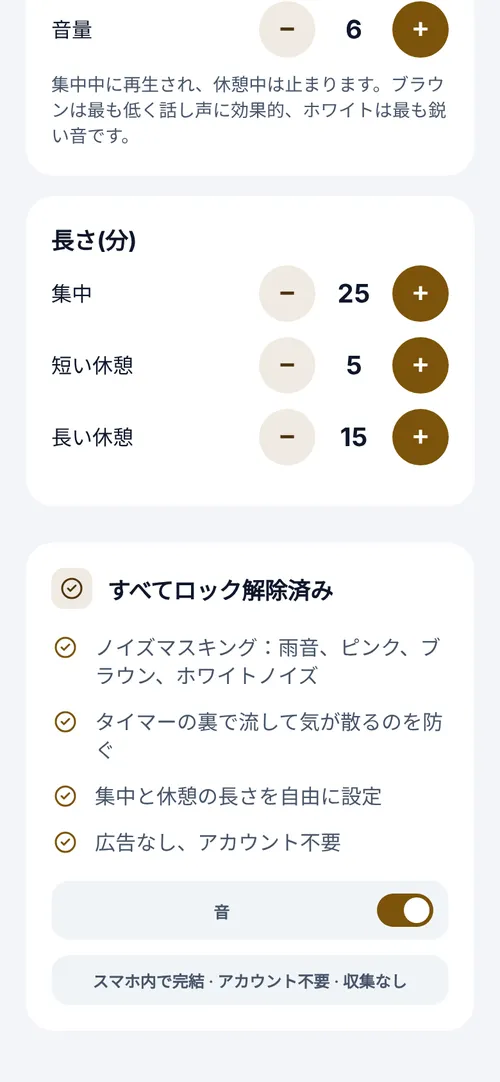 音量 − 6 +
集中中に再生され、休憩中は止まります。ブラウ
ンは最も低く話し声に効果的、ホワイトは最も鋭
い音です。
長さ(分)
集中 − 25 +
短い休憩 − 5 +
長い休憩 − 15 +
すべてロック解除済み
ノイズマスキング：雨音、ピンク、ブ
ラウン、ホワイトノイズ
タイマーの裏で流して気が散るのを防
ぐ
集中と休憩の長さを自由に設定
広告なし、アカウント不要
音
スマホ内で完結 · アカウント不要 · 収集なし